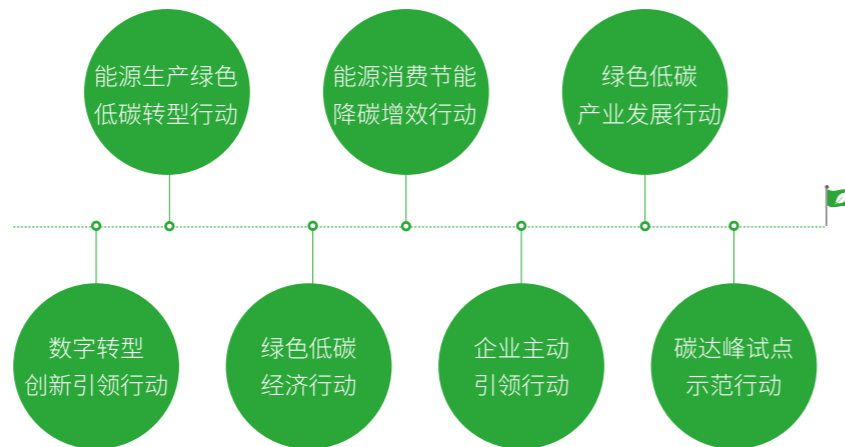 能源生产绿色
低碳转型行动
能源消费节能
降碳增效行动
绿色低碳
产业发展行动
数字转型
创新引领行动
绿色低碳
经济行动
企业主动
引领行动
碳达峰试点
示范行动